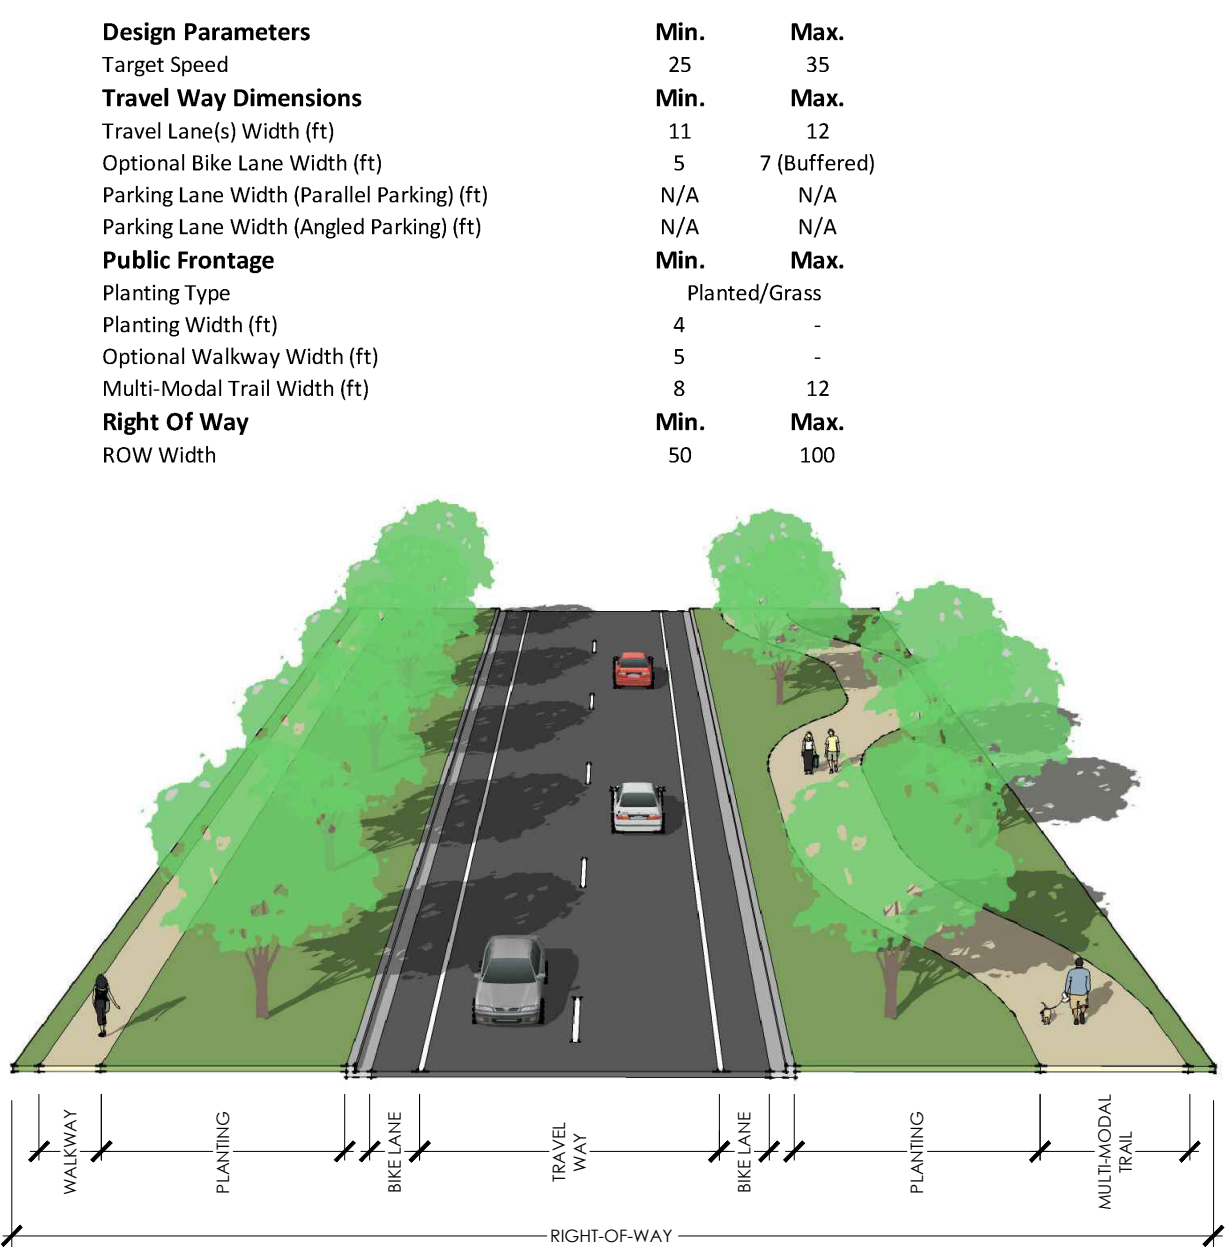 Design Parameters Min. Max.
Target Speed 25 35
Travel Way Dimensions Min. Max.
Travel Lane(s) Width (ft) 11 12
Optional Bike Lane Width (ft) 5 7 (Buffered)
Parking Lane Width (Parallel Parking) (ft) N/A N/A
Parking Lane Width (Angled Parking) (ft) N/A N/A
Public Frontage Min. Max.
Planting Type Planted/Grass
Planting Width (ft) 4 -
Optional Walkway Width (ft) 5 -
Multi-Modal Trail Width (ft) 8 12
Right Of Way Min. Max.
ROW Width 50 100
WALKWAY
PLANTING
BIKE LANE
TRAVEL
WAY
BIKE LANE
PLANTING
MULTI-MODAL
TRAIL
RIGHT-OF-WAY